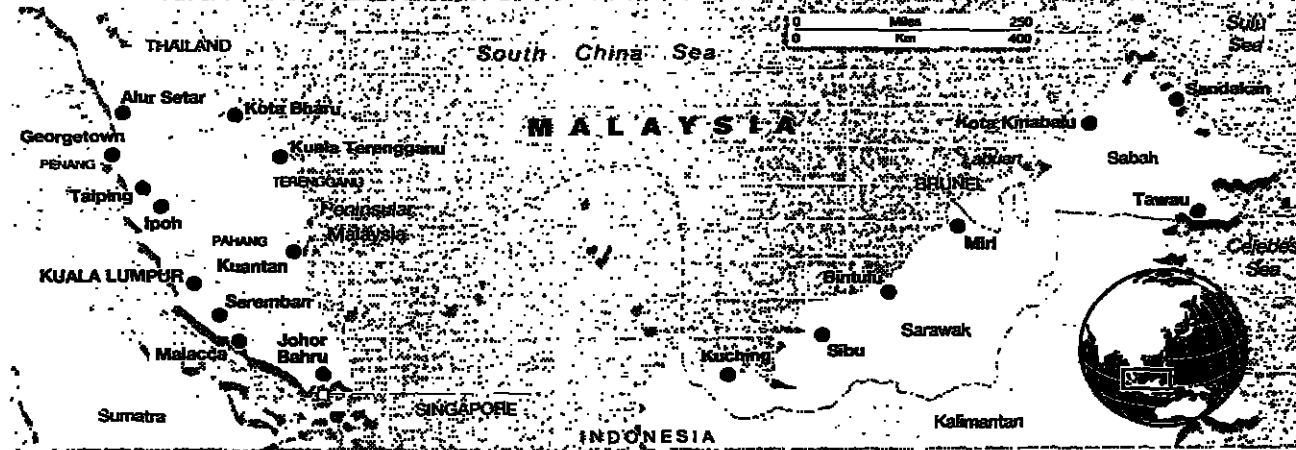 0 Miles 250
0 Km 400
Sulu
Sea
THAILAND
South China Sea
Alur Setar
Kota Bharu
Sandakan
MALAYSIA
Kota Kinabalu
Georgetown
Kuala Terengganu
Labuan
Sabah
PENANG
TERENGGANU
BRUNEI
Taiping
Tawau
Ipoh
Peninsular
Malaysia
PAHANG
Miri
Kuantan
Celebes
Sea
KUALA LUMPUR
Bintulu
Seremban
Sarawak
Malacca
Johor
Bahru
Kuching
Sibu
SINGAPORE
Sumatra
Kalimantan
INDONESIA